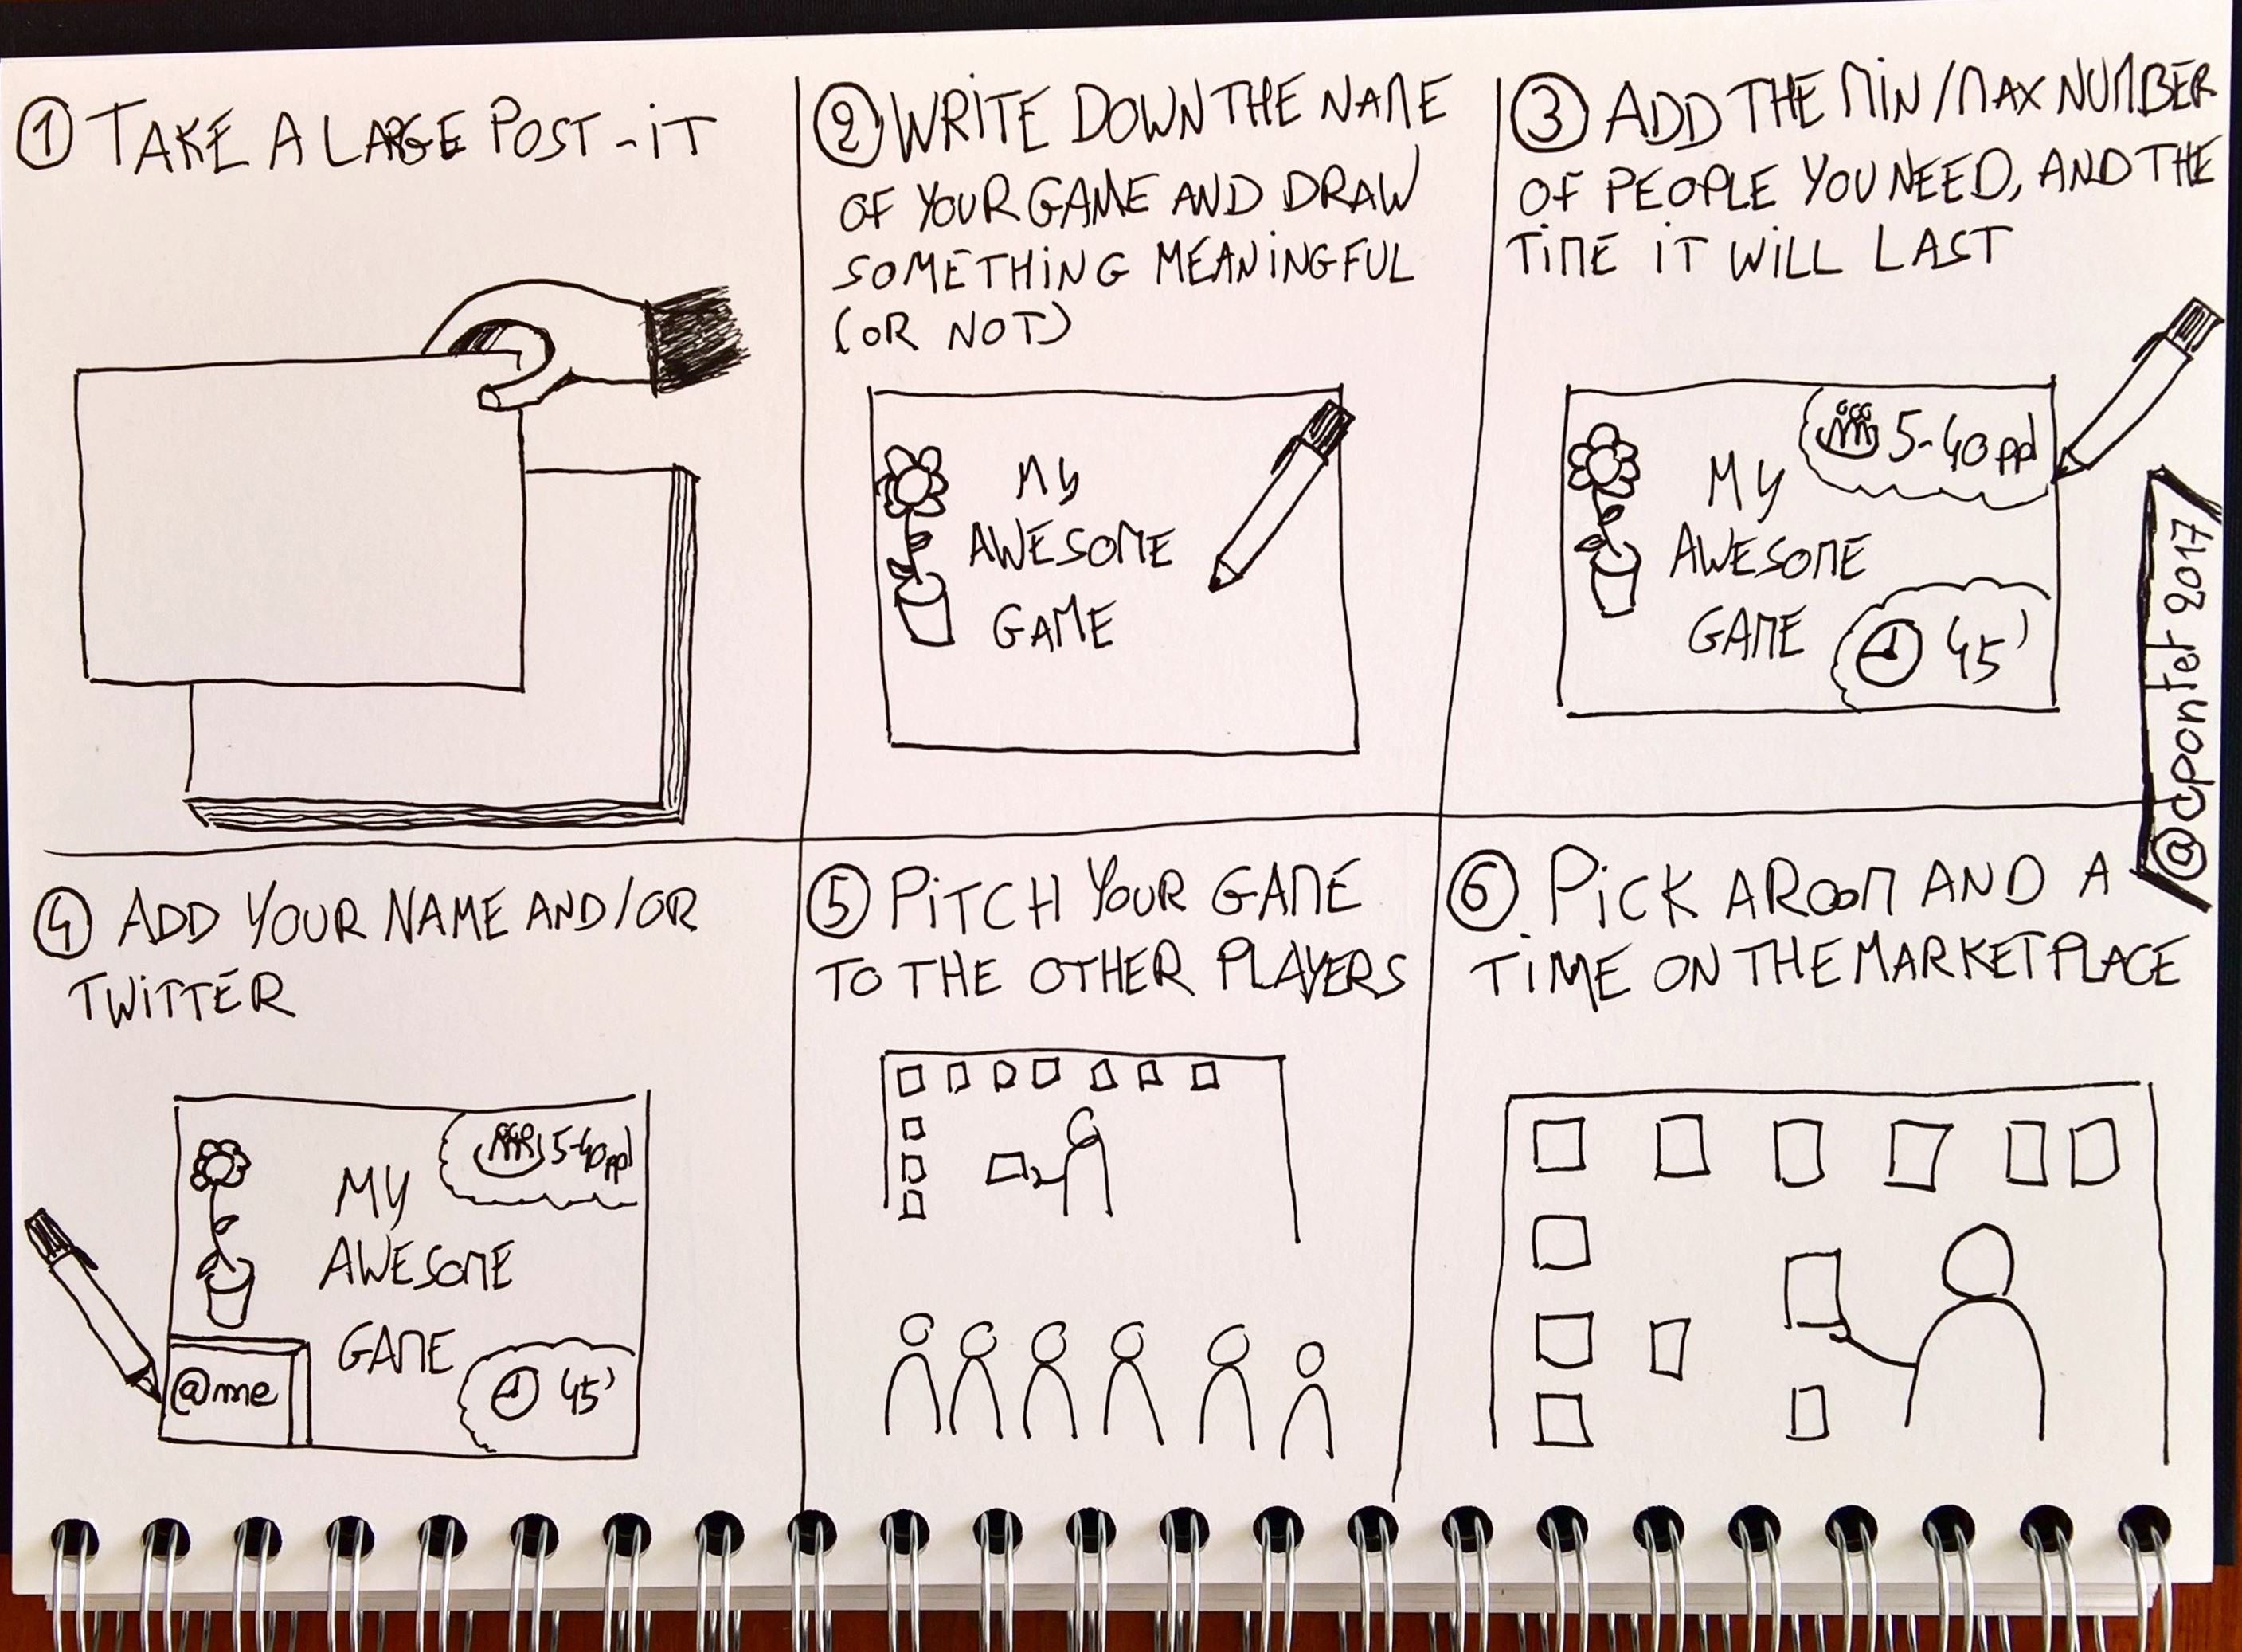 ① TAKE A LARGE POST-iT
② WRITE DOWN THE NAME
OF YOUR GAME AND DRAW
SOMETHING MEANINGFUL
(OR NOT)
MY
AWESOME
GAME
③ ADD THE MIN/MAX NUMBER
OF PEOPLE YOU NEED, AND THE
TIME IT WILL LAST
5-40 ppl
MY
AWESOME
GAME
45'
@cpontet 2017
④ ADD YOUR NAME AND/OR
TWITTER
5-40 ppl
MY
AWESOME
GAME
@me
45'
⑤ PITCH YOUR GAME
TO THE OTHER PLAYERS
⑥ PICK A ROOM AND A
TIME ON THE MARKETPLACE